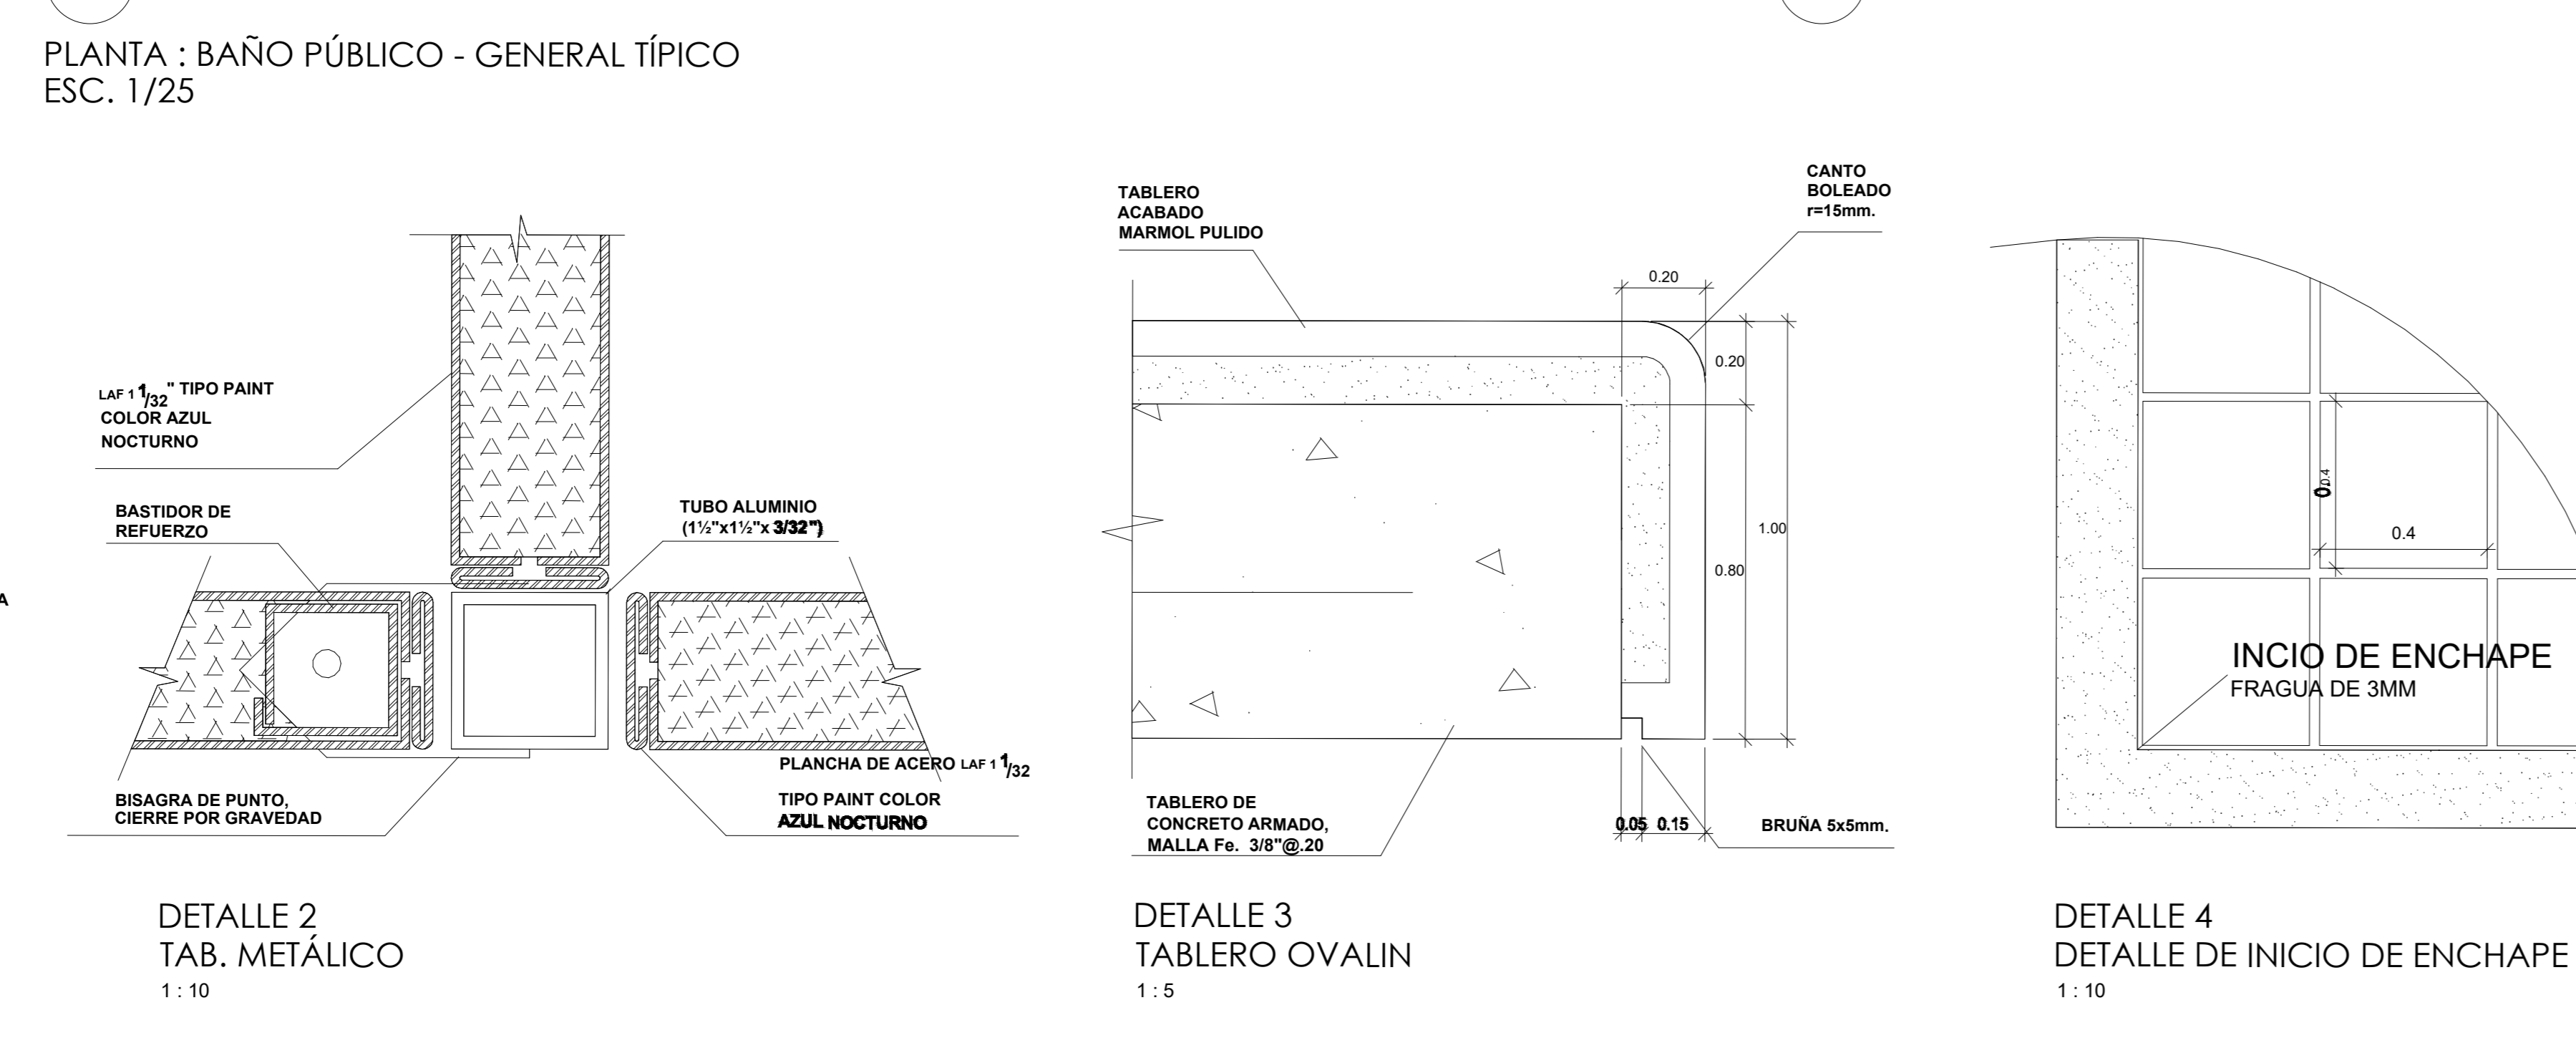 PLANTA : BAÑO PÚBLICO - GENERAL TÍPICO
ESC. 1/25
LAF 1 1/32" TIPO PAINT
COLOR AZUL
NOCTURNO
BASTIDOR DE
REFUERZO
TUBO ALUMINIO
(1½"x1½"x 3/32")
A
BISAGRA DE PUNTO,
CIERRE POR GRAVEDAD
PLANCHA DE ACERO LAF 1 1/32
TIPO PAINT COLOR
AZUL NOCTURNO
DETALLE 2
TAB. METÁLICO
1 : 10
TABLERO
ACABADO
MARMOL PULIDO
CANTO
BOLEADO
r=15mm.
0.20
0.20
1.00
0.80
TABLERO DE
CONCRETO ARMADO,
MALLA Fe. 3/8"@.20
0.05 0.15
BRUÑA 5x5mm.
DETALLE 3
TABLERO OVALIN
1 : 5
0.4
0.4
INCIO DE ENCHAPE
FRAGUA DE 3MM
DETALLE 4
DETALLE DE INICIO DE ENCHAPE
1 : 10